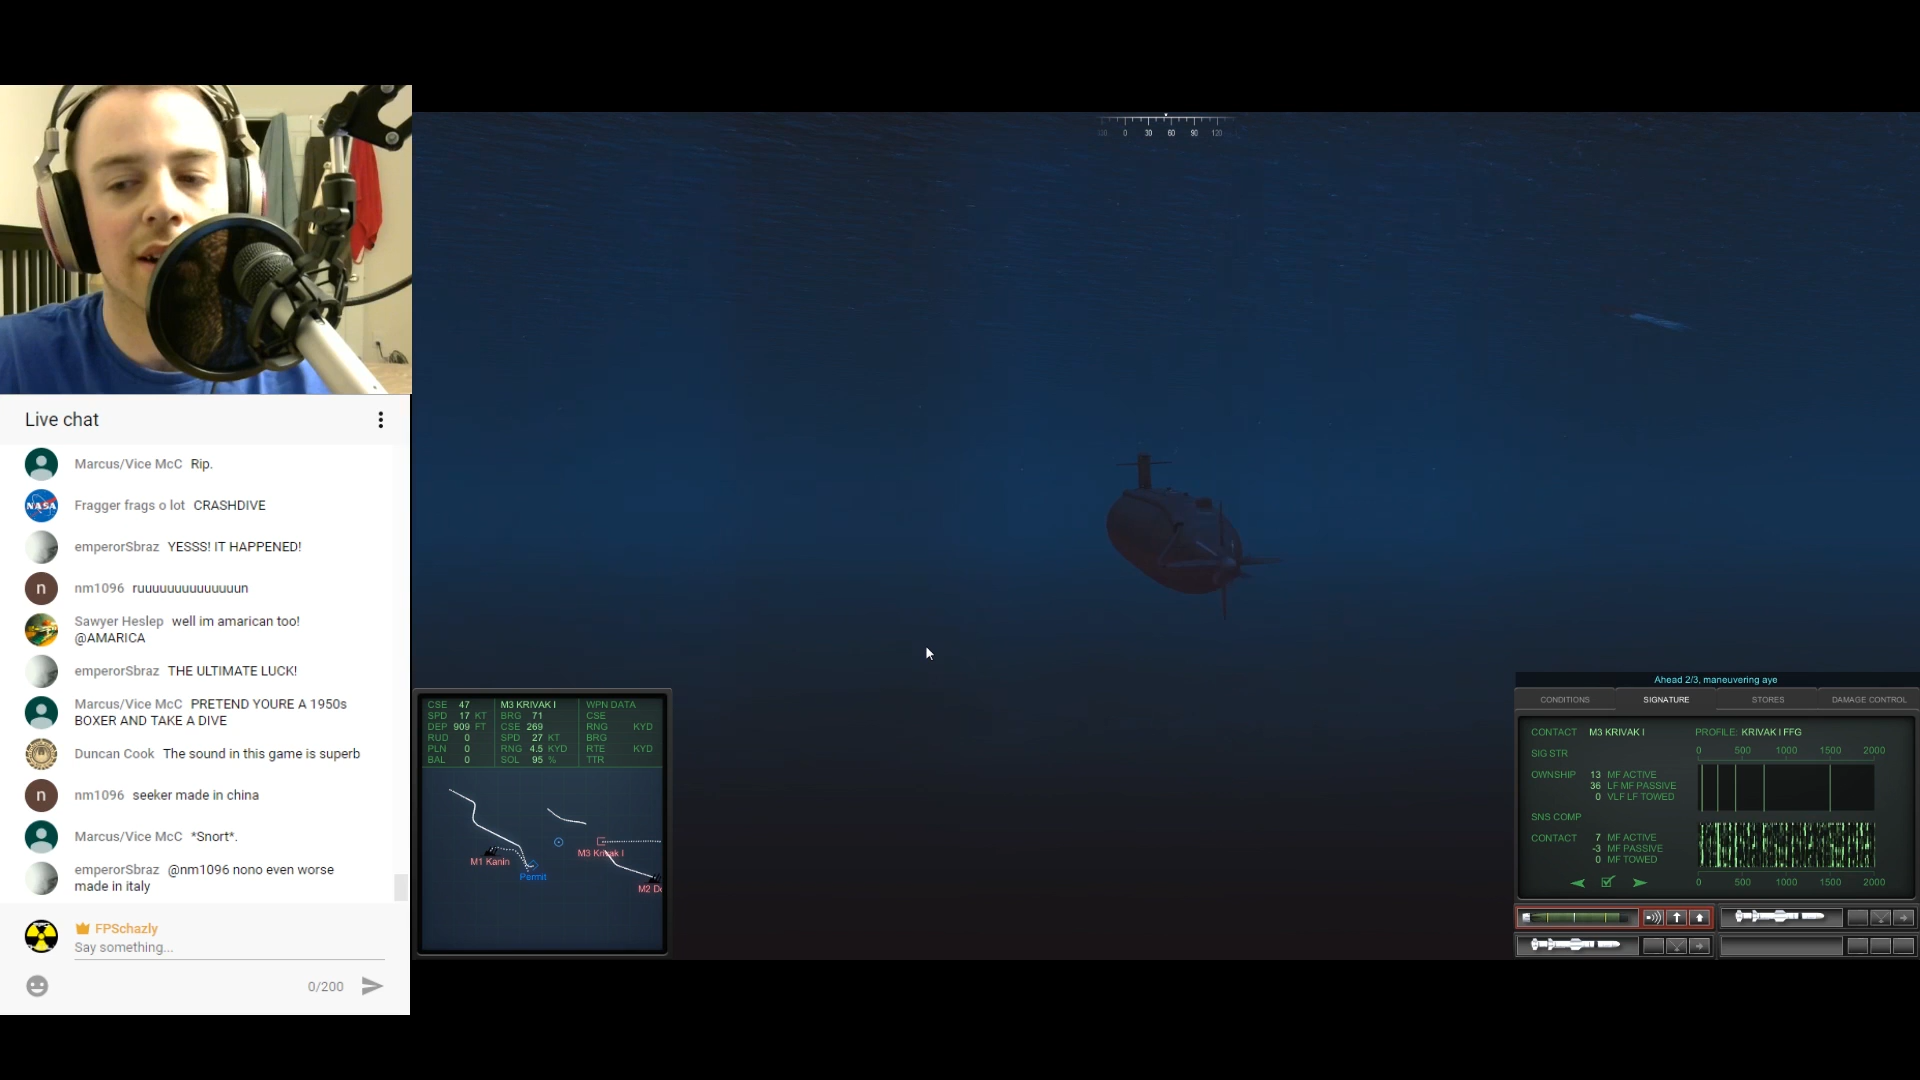 Live chat
Marcus/Vice McC Rip.
NASA
Fragger frags o lot CRASHDIVE
emperorSbraz YESSS! IT HAPPENED!
n
nm1096 ruuuuuuuuuuuuuun
Sawyer Heslep well im amarican too!
@AMARICA
emperorSbraz THE ULTIMATE LUCK!
Marcus/Vice McC PRETEND YOURE A 1950s
BOXER AND TAKE A DIVE
Duncan Cook The sound in this game is superb
n
nm1096 seeker made in china
Marcus/Vice McC *Snort*.
emperorSbraz @nm1096 nono even worse
made in italy
FPSchazly
Say something...
0/200
0 30 60 90 120
CSE 47 M3 KRIVAK I WPN DATA
SPD 17 KT BRG 71 CSE
DEP 909 FT CSE 269 RNG KYD
RUD 0 SPD 27 KT BRG
PLN 0 RNG 4.5 KYD RTE KYD
BAL 0 SOL 95 % TTR
M1 Kanin
M3 Krivak I
Permit
Ahead 2/3, maneuvering aye
CONDITIONS SIGNATURE STORES DAMAGE CONTROL
CONTACT M3 KRIVAK I PROFILE: KRIVAK I FFG
SIG STR 0 500 1000 1500 2000
OWNSHIP 13 MF ACTIVE
36 LF MF PASSIVE
0 VLF LF TOWED
SNS COMP
CONTACT 7 MF ACTIVE
-3 MF PASSIVE
0 MF TOWED
0 500 1000 1500 2000